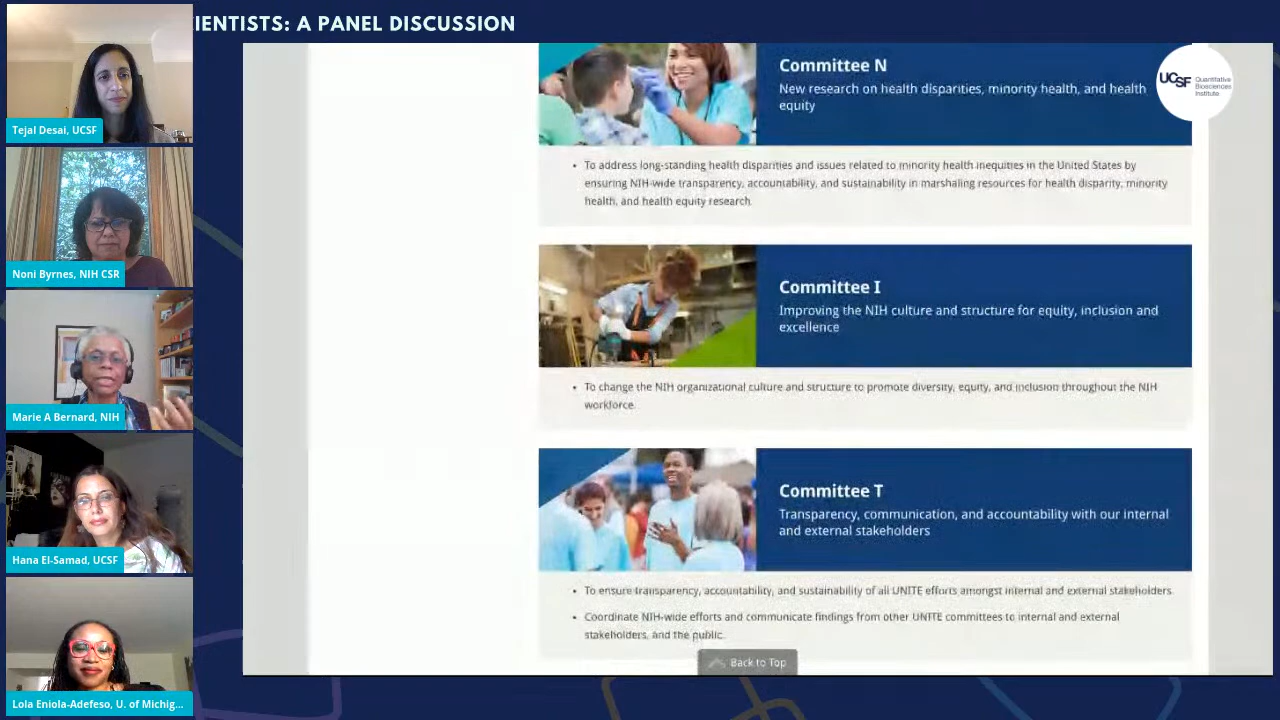 IENTISTS: A PANEL DISCUSSION
Tejal Desai, UCSF
Noni Byrnes, NIH CSR
Marie A Bernard, NIH
Hana El-Samad, UCSF
Lola Eniola-Adefeso, U. of Michig...
UCSF
Quantitative
Biosciences
Institute
Committee N
New research on health disparities, minority health, and health
equity
• To address long-standing health disparities and issues related to minority health inequities in the United States by
ensuring NIH-wide transparency, accountability, and sustainability in marshaling resources for health disparity, minority
health, and health equity research.
Committee I
Improving the NIH culture and structure for equity, inclusion and
excellence
• To change the NIH organizational culture and structure to promote diversity, equity, and inclusion throughout the NIH
workforce.
Committee T
Transparency, communication, and accountability with our internal
and external stakeholders
• To ensure transparency, accountability, and sustainability of all UNITE efforts amongst internal and external stakeholders.
• Coordinate NIH-wide efforts and communicate findings from other UNITE committees to internal and external
stakeholders, and the public.
Back to Top